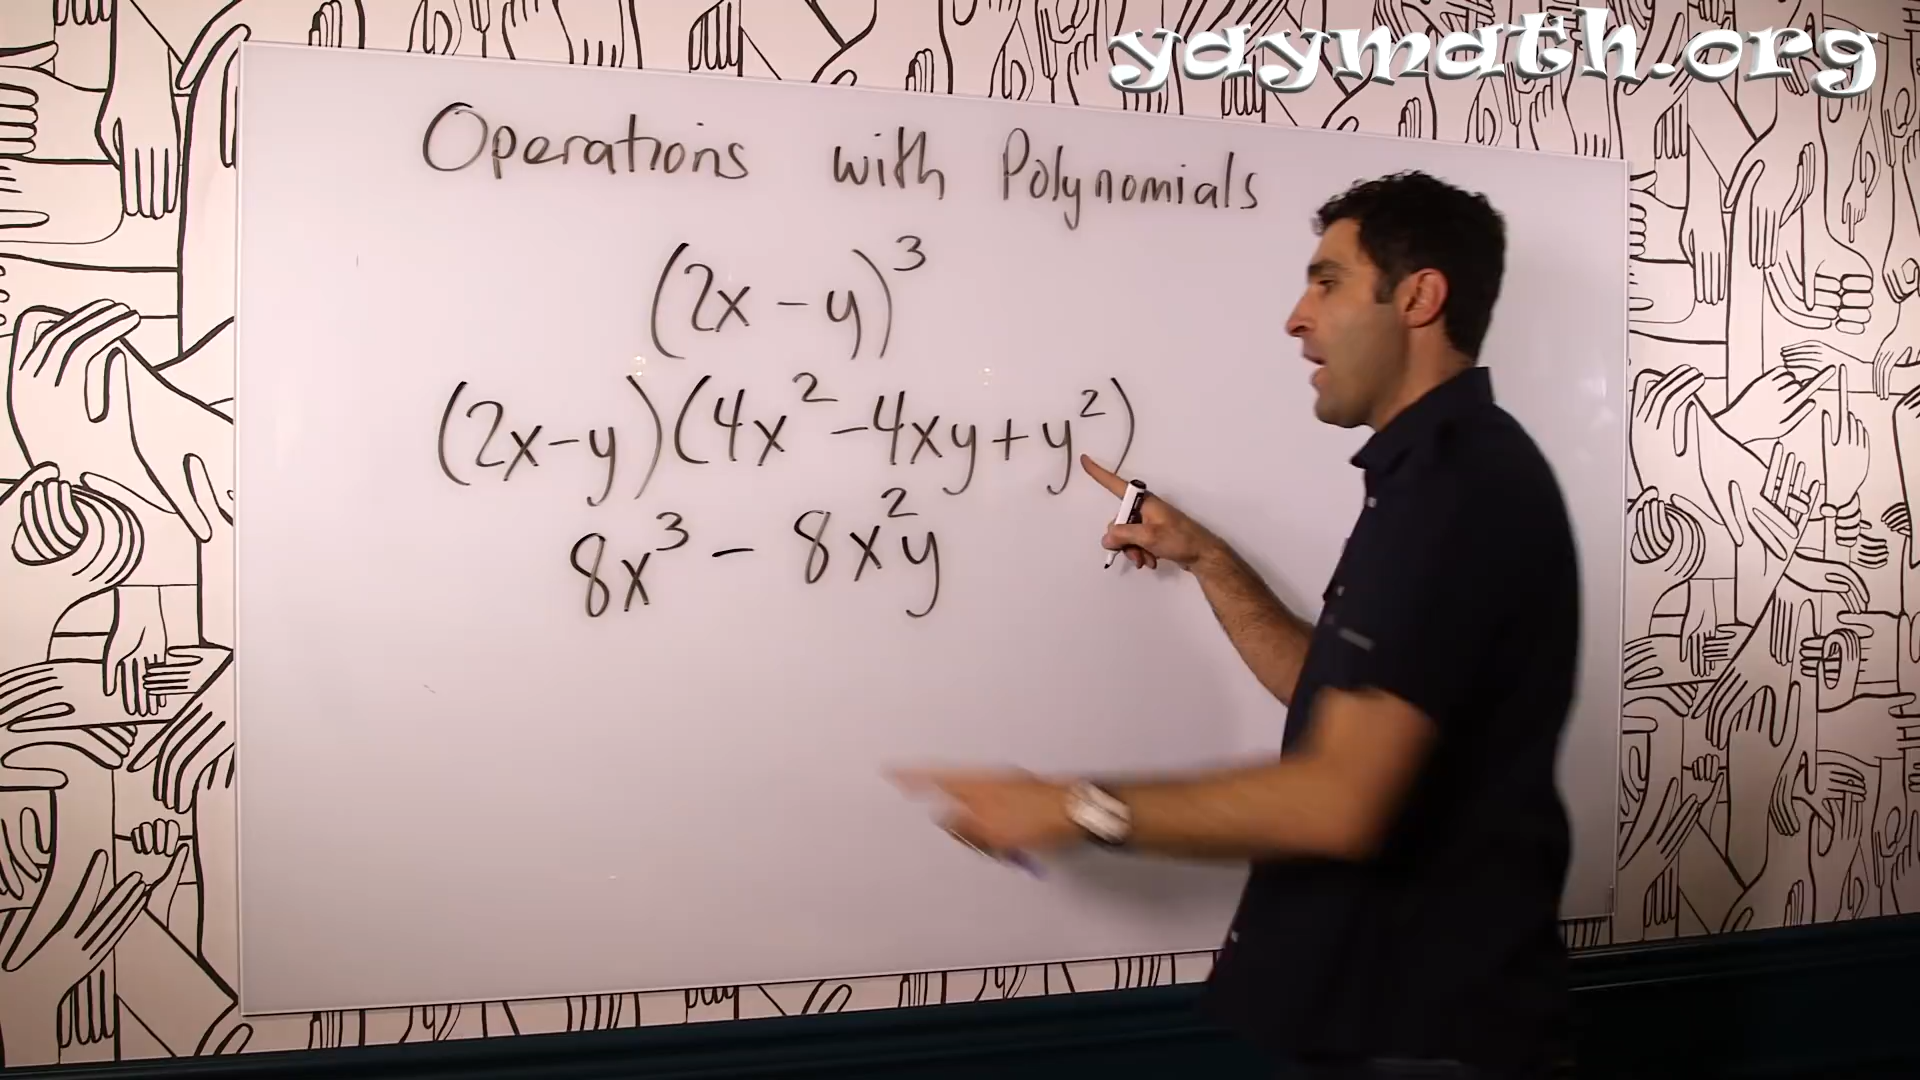 yaymath.org
Operations with Polynomials
(2x - y)³
(2x-y)(4x²-4xy+y²)
8x³ - 8x²y